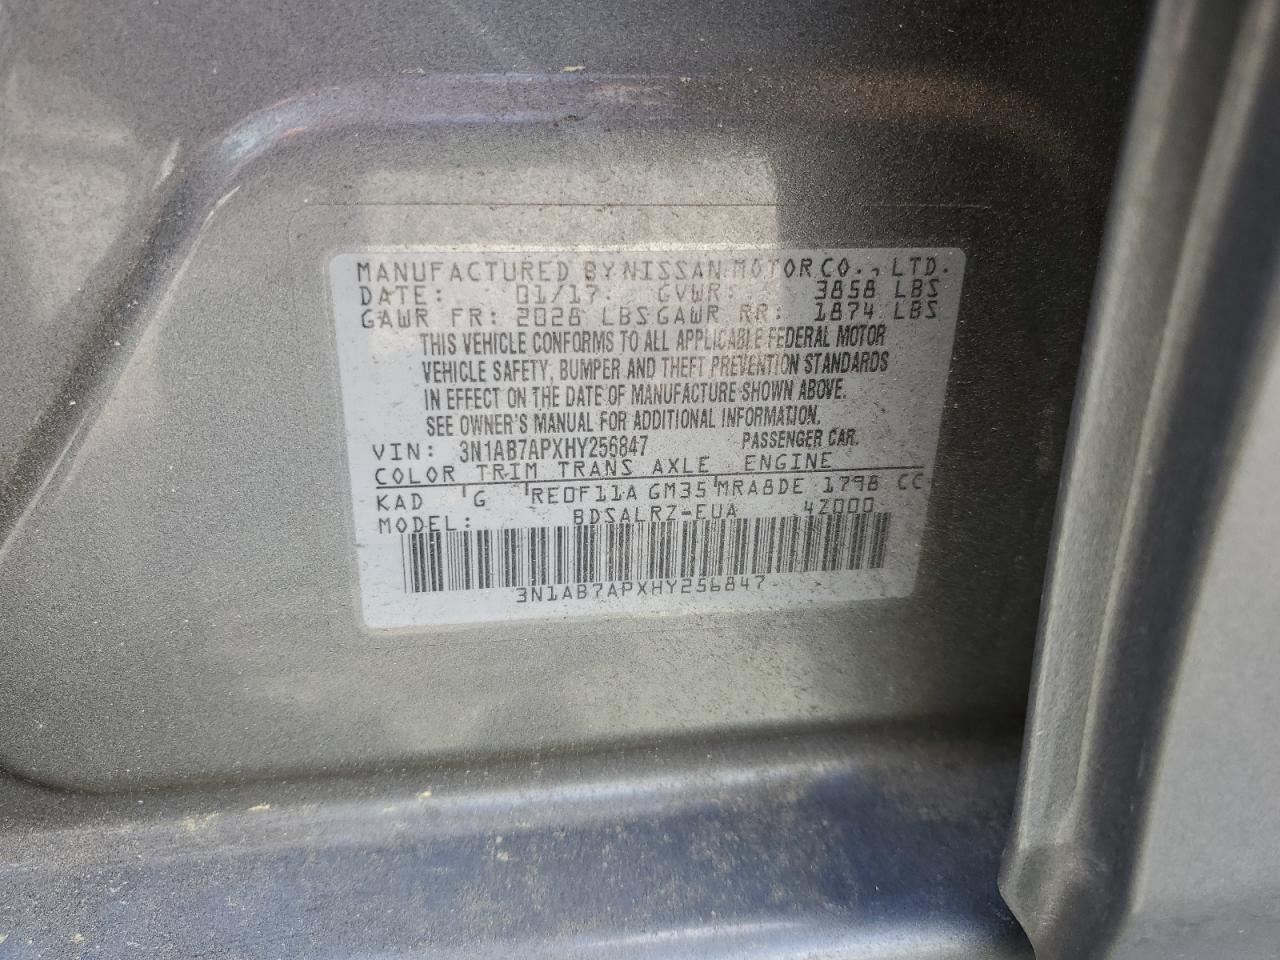 MANUFACTURED BY NISSAN MOTOR CO., LTD.
DATE: 01/17 GVWR: 3858 LBS
GAWR FR: 2028 LBS GAWR RR: 1874 LBS
THIS VEHICLE CONFORMS TO ALL APPLICABLE FEDERAL MOTOR
VEHICLE SAFETY, BUMPER AND THEFT PREVENTION STANDARDS
IN EFFECT ON THE DATE OF MANUFACTURE SHOWN ABOVE.
SEE OWNER'S MANUAL FOR ADDITIONAL INFORMATION.
VIN: 3N1AB7APXHY256847 PASSENGER CAR.
COLOR TRIM TRANS AXLE ENGINE
KAD G RE0F11A GM35 MRA8DE 1798 CC
MODEL: BDSALRZ-EUA 4Z000
3N1AB7APXHY256847